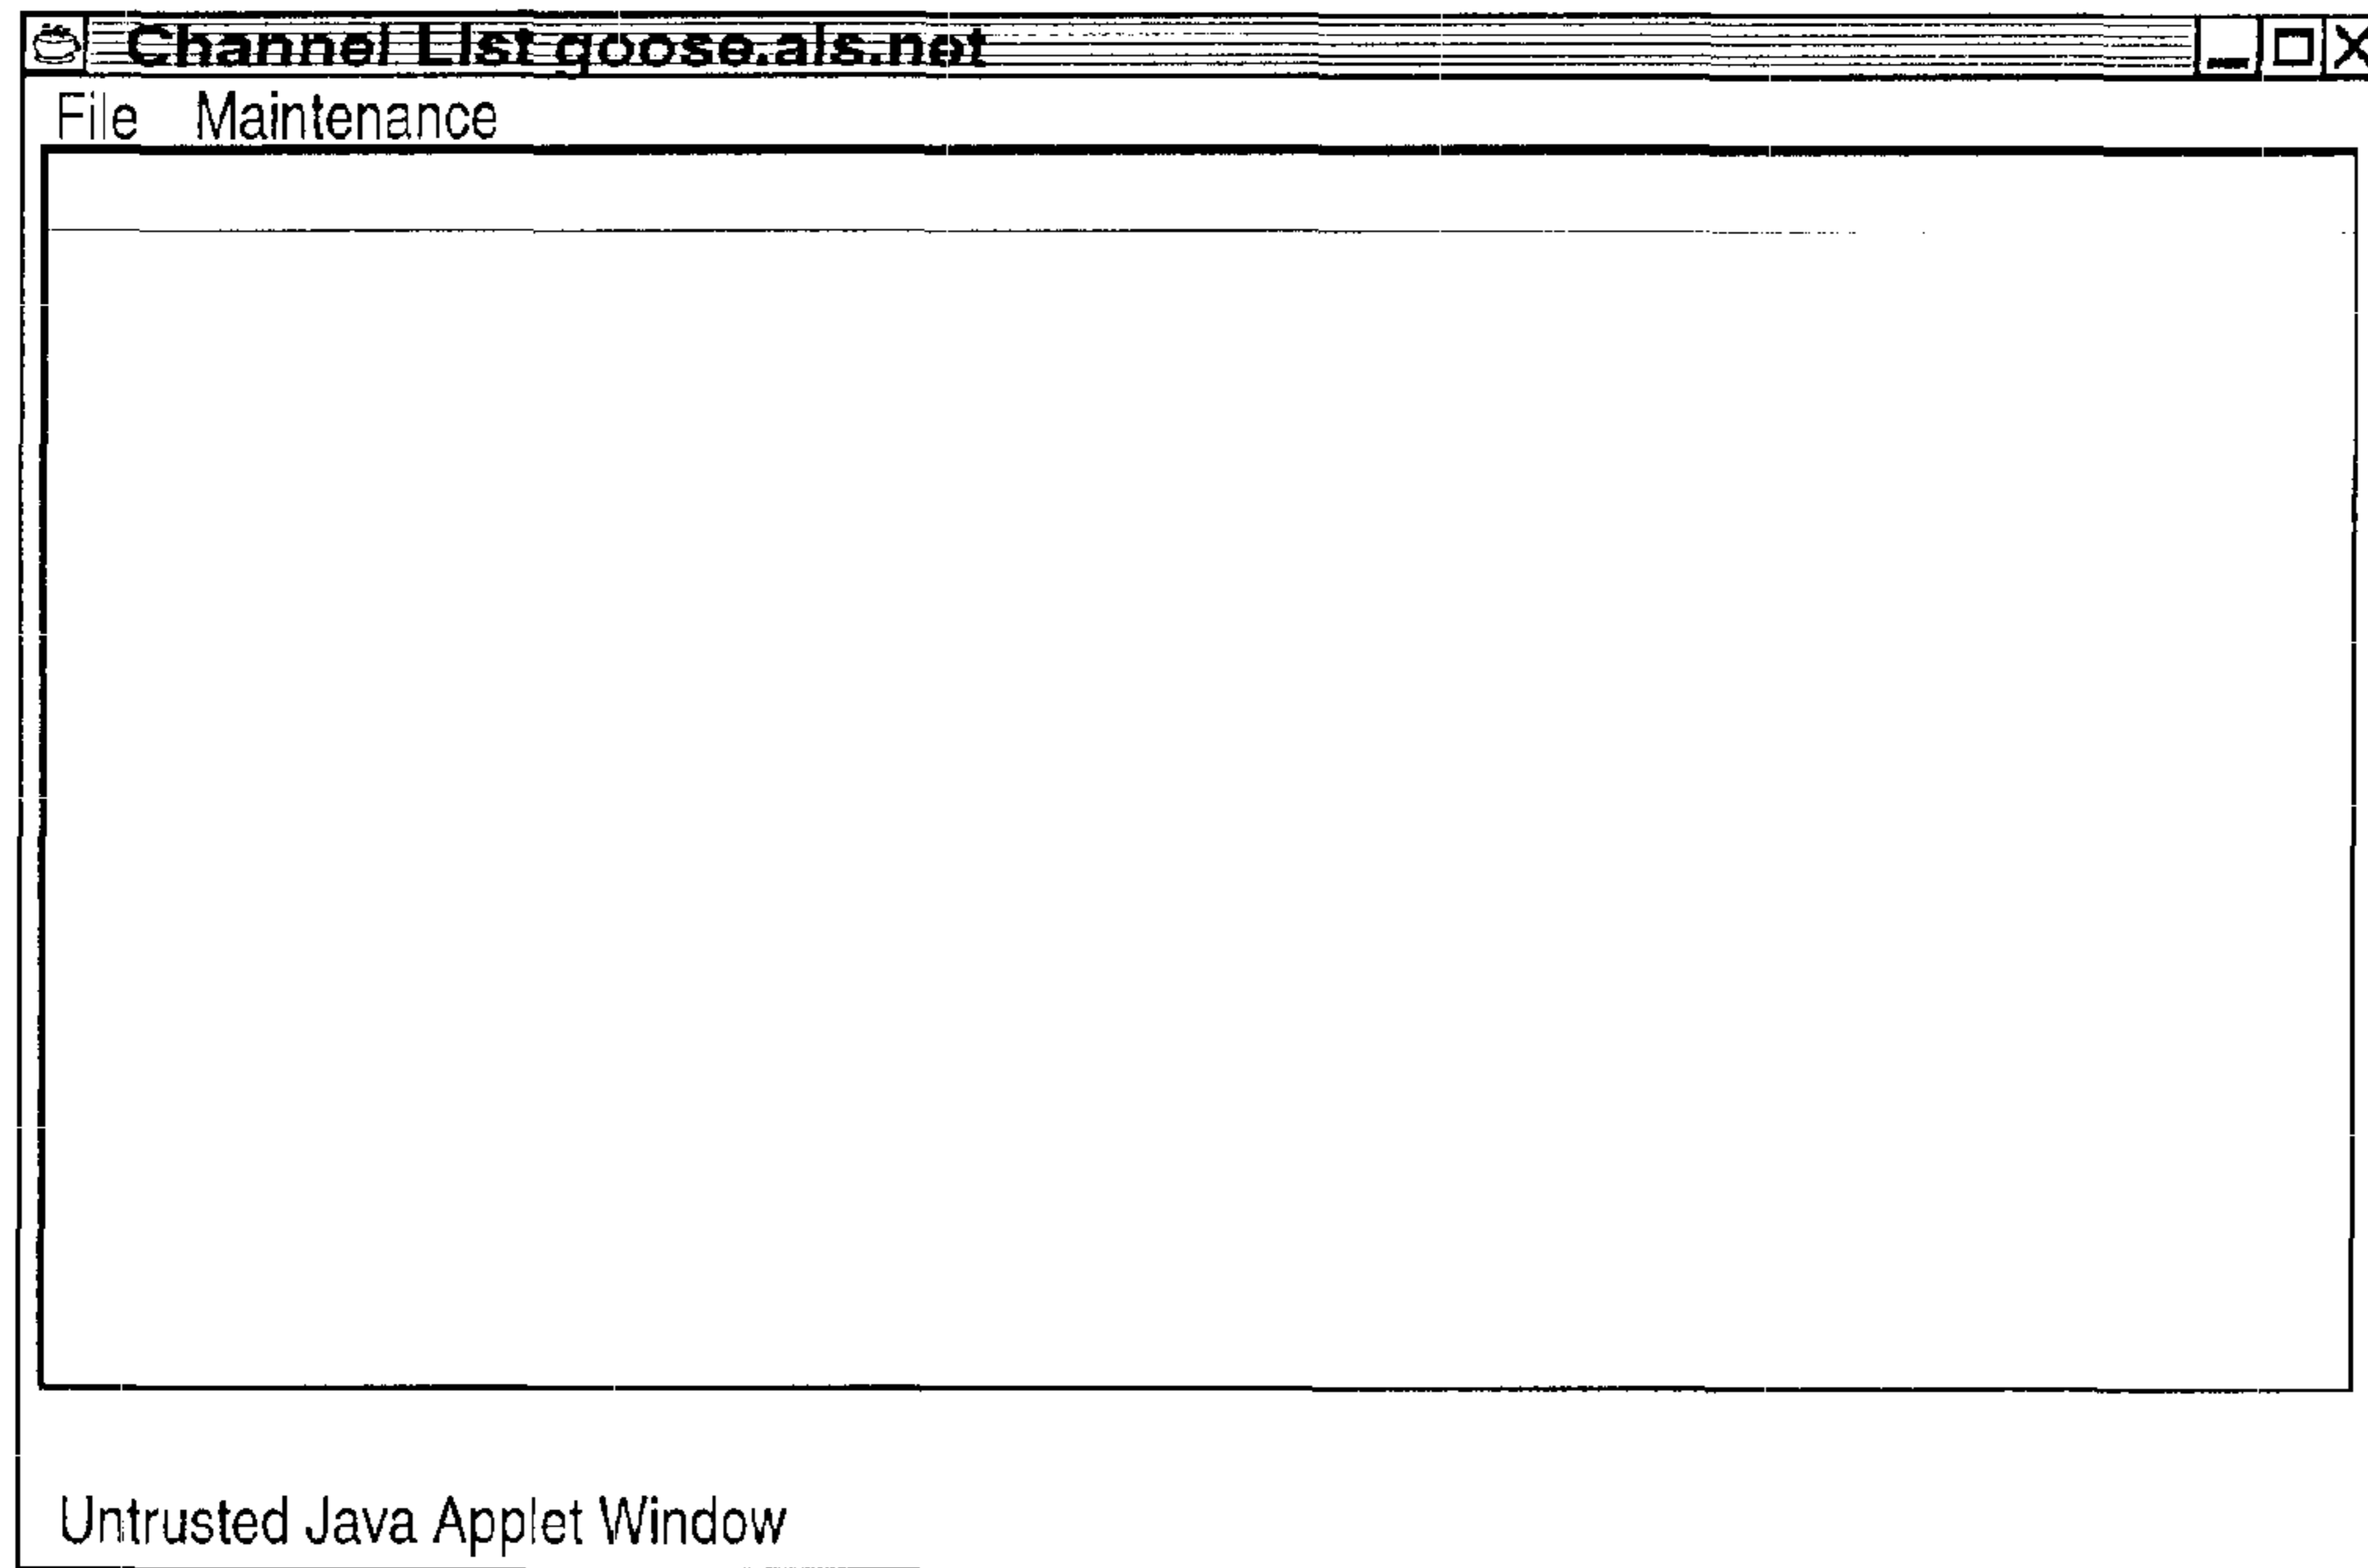 Channel List goose.als.net
File Maintenance
Untrusted Java Applet Window